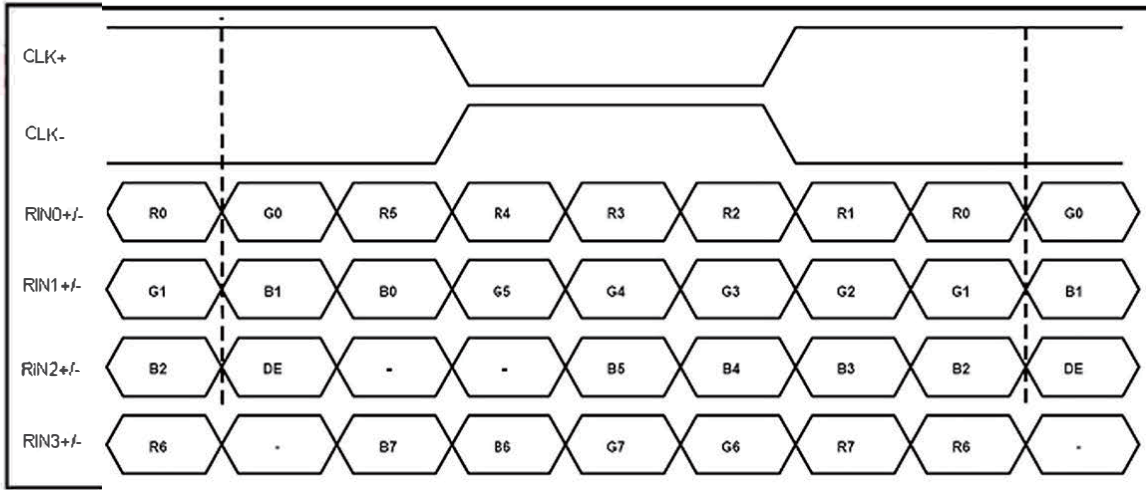 CLK+
CLK-
RIN0+/- R0 G0 R5 R4 R3 R2 R1 R0 G0
RIN1+/- G1 B1 B0 G5 G4 G3 G2 G1 B1
RIN2+/- B2 DE - - B5 B4 B3 B2 DE
RIN3+/- R6 - B7 B6 G7 G6 R7 R6 -